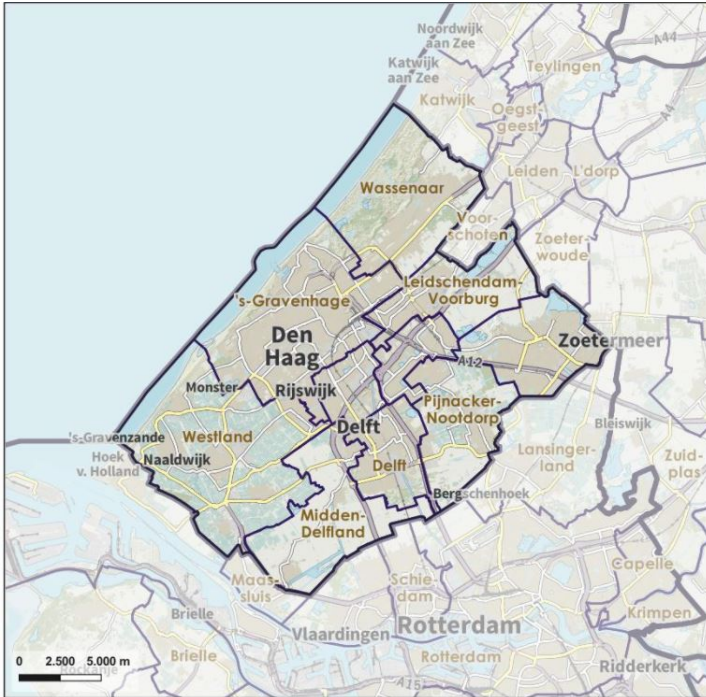 Noordwijk
aan Zee
A44
Teylingen
Katwijk
aan Zee
Katwijk
Oegst-
geest
A4
Leiden
L'dorp
Wassenaar
Voor-
schoten
Zoeter-
woude
Leidschendam-
Voorburg
's-Gravenhage
Den
Haag
Zoetermeer
A12
Monster
Rijswijk
Pijnacker-
Nootdorp
Delft
Bleiswijk
's-Gravenzande
Westland
Hoek
v. Holland
Naaldwijk
Delft
Lansinger-
land
Zuid-
plas
Bergschenhoek
Midden-
Delfland
Maas-
sluis
Schie-
dam
Capelle
Brielle
Vlaardingen
Rotterdam
Krimpen
Brielle
Rotterdam
Ridderkerk
0 2.500 5.000 m
Rockanje
A15